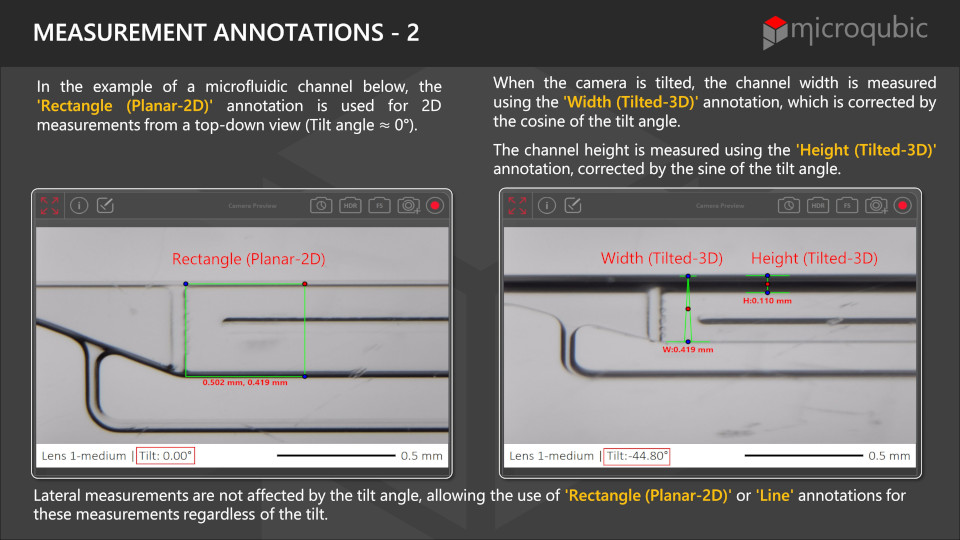 MEASUREMENT ANNOTATIONS - 2
microqubic
In the example of a microfluidic channel below, the
'Rectangle (Planar-2D)' annotation is used for 2D
measurements from a top-down view (Tilt angle ≈ 0°).
When the camera is tilted, the channel width is measured
using the 'Width (Tilted-3D)' annotation, which is corrected by
the cosine of the tilt angle.
The channel height is measured using the 'Height (Tilted-3D)'
annotation, corrected by the sine of the tilt angle.
Camera Preview
HDR
FS
Rectangle (Planar-2D)
0.502 mm, 0.419 mm
Lens 1-medium | Tilt: 0.00°
0.5 mm
Camera Preview
HDR
FS
Width (Tilted-3D)
Height (Tilted-3D)
H:0.110 mm
W:0.419 mm
Lens 1-medium | Tilt:-44.80°
0.5 mm
Lateral measurements are not affected by the tilt angle, allowing the use of 'Rectangle (Planar-2D)' or 'Line' annotations for
these measurements regardless of the tilt.